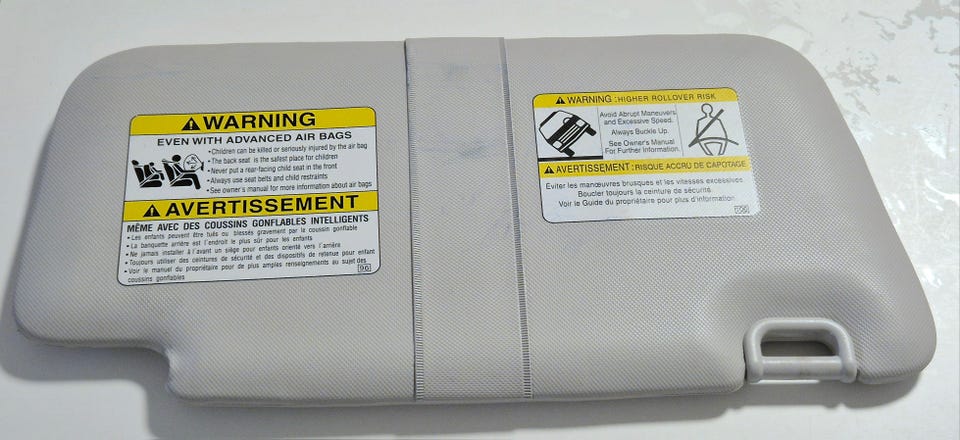 WARNING
EVEN WITH ADVANCED AIR BAGS
• Children can be killed or seriously injured by the air bag
• The back seat is the safest place for children
• Never put a rear-facing child seat in the front
• Always use seat belts and child restraints
• See owner's manual for more information about air bags
AVERTISSEMENT
MÊME AVEC DES COUSSINS GONFLABLES INTELLIGENTS
• Les enfants peuvent être tués ou blessés gravement par le coussin gonflable
• La banquette arrière est l'endroit le plus sûr pour les enfants
• Ne jamais installer à l'avant un siège pour enfants orienté vers l'arrière
• Toujours utiliser des ceintures de sécurité et des dispositifs de retenue pour enfant
• Voir le manuel du propriétaire pour de plus amples renseignements au sujet des
coussins gonflables
WARNING : HIGHER ROLLOVER RISK
Avoid Abrupt Maneuvers
and Excessive Speed.
Always Buckle Up.
See Owner's Manual
For Further Information.
AVERTISSEMENT : RISQUE ACCRU DE CAPOTAGE
Éviter les manœuvres brusques et les vitesses excessives.
Boucler toujours la ceinture de sécurité.
Voir le Guide du propriétaire pour plus d'information.